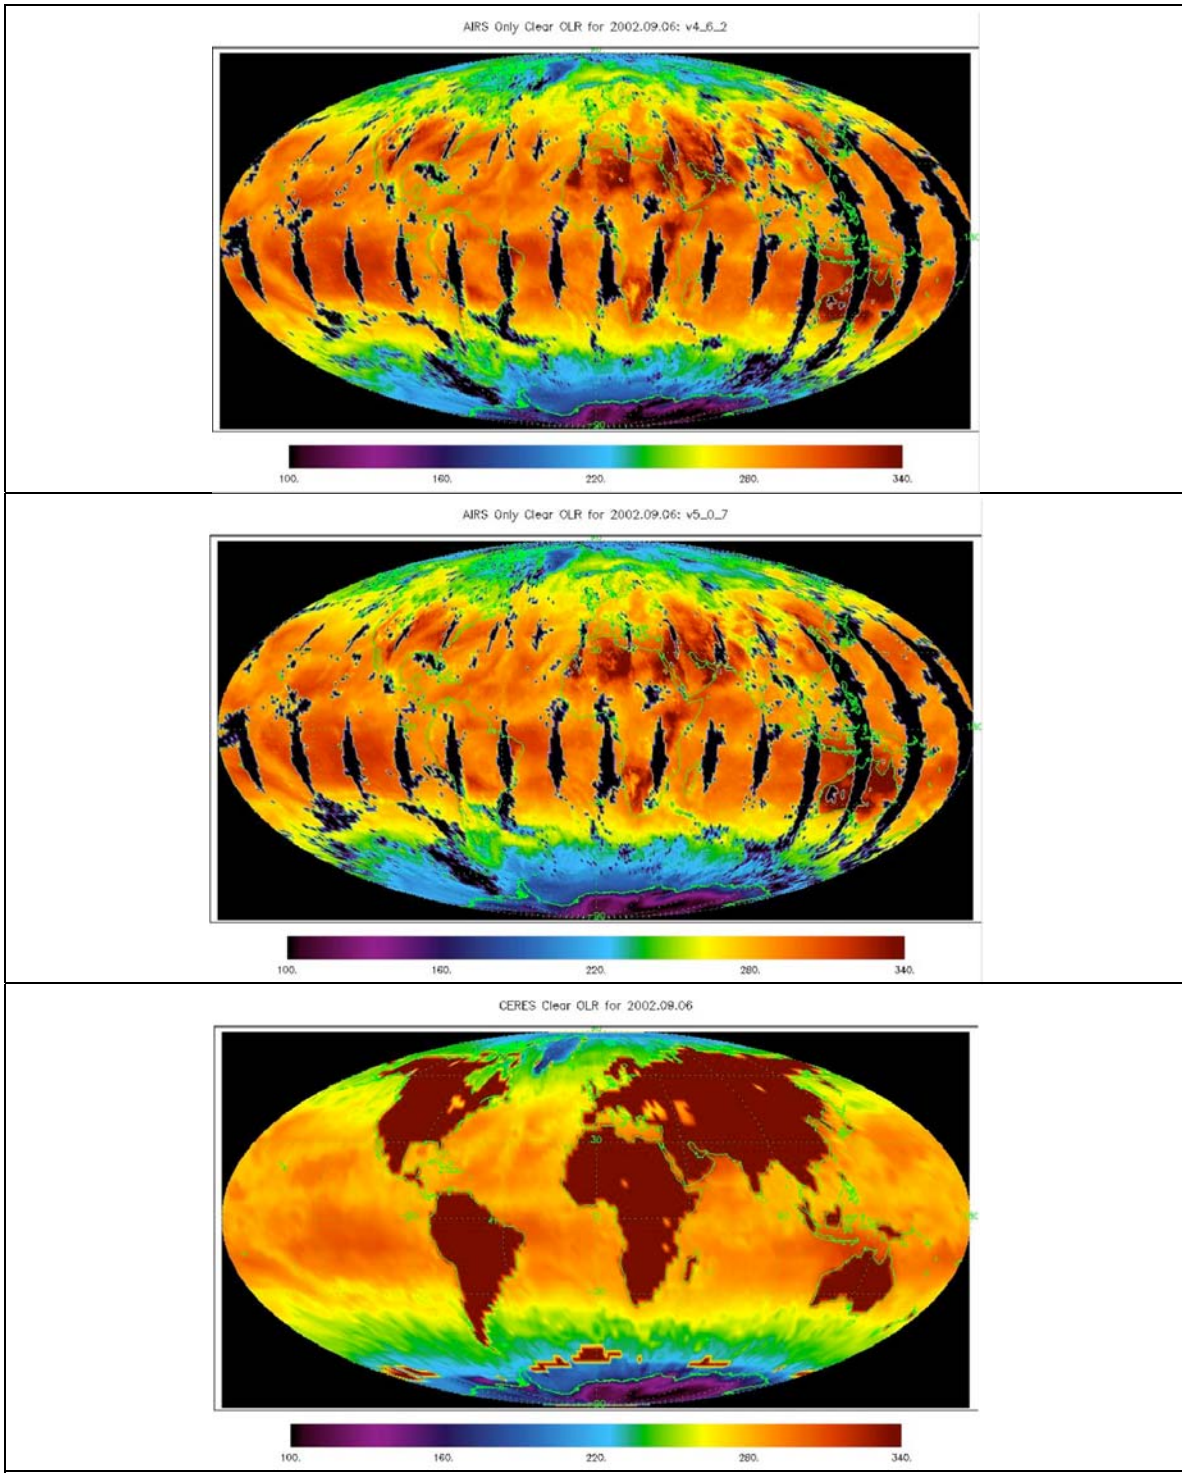 AIRS Only Clear OLR for 2002.09.06: v4_6_2
100. 160. 220. 280. 340.
AIRS Only Clear OLR for 2002.09.06: v5_0_7
100. 160. 220. 280. 340.
CERES Clear OLR for 2002.09.06
30
0
100. 160. 220. 280. 340.